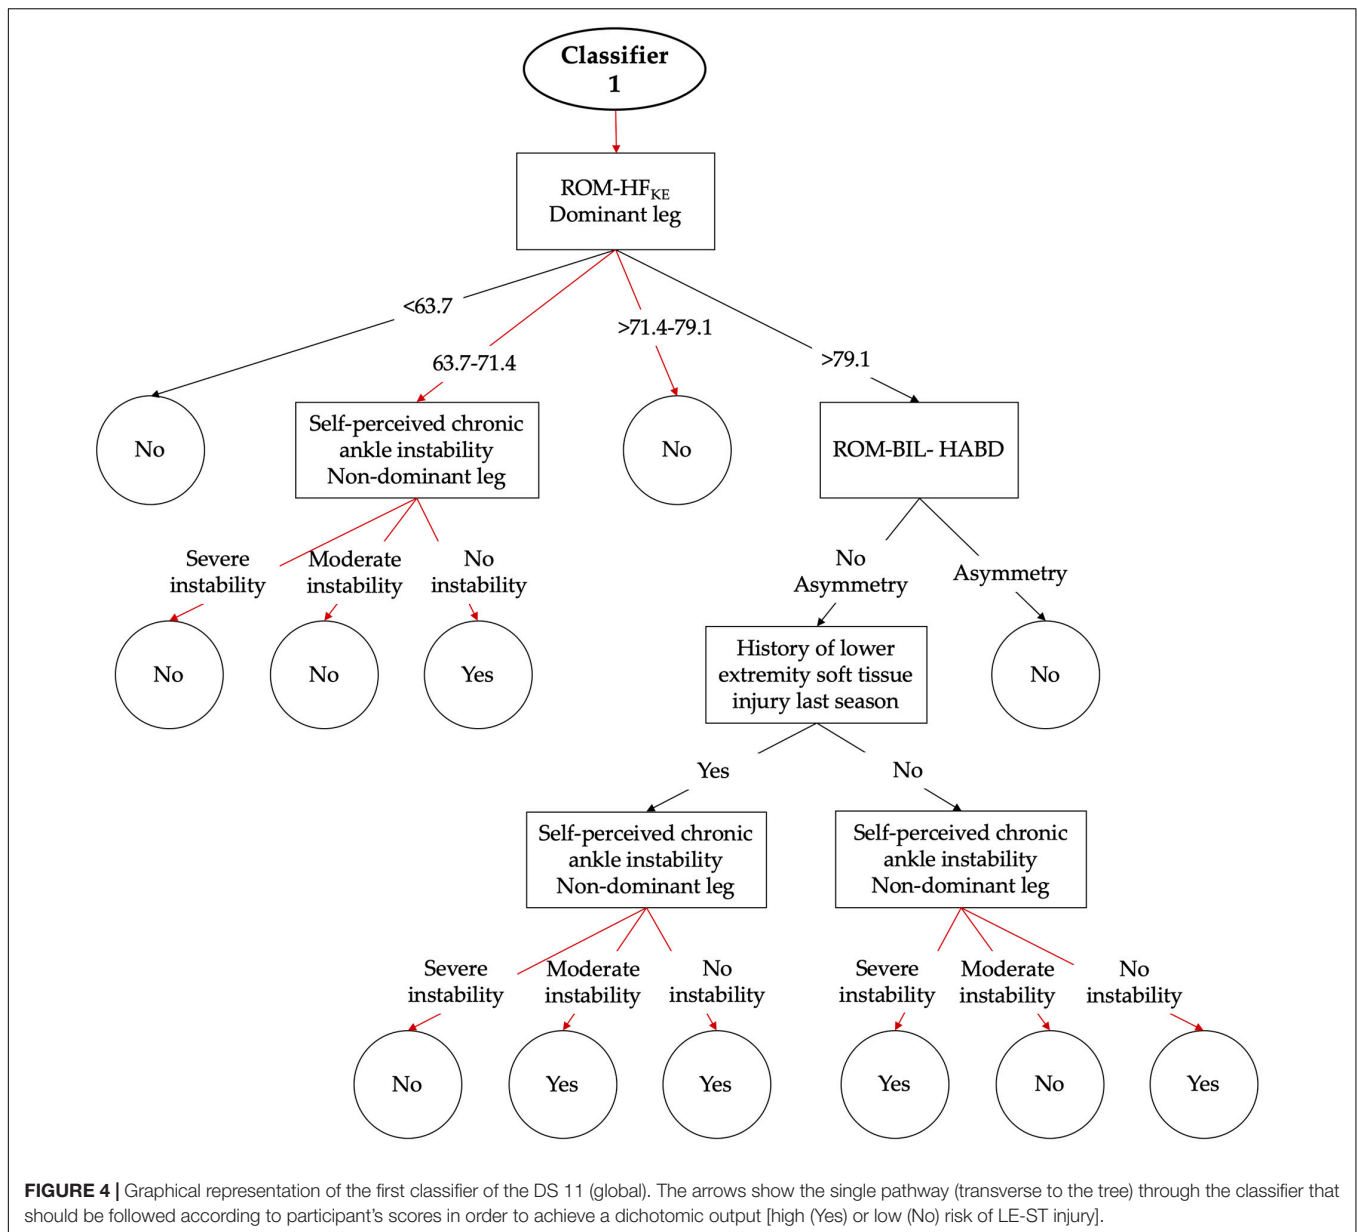 Classifier
1
ROM-HFKE
Dominant leg
<63.7
63.7-71.4
>71.4-79.1
>79.1
No
Self-perceived chronic
ankle instability
Non-dominant leg
No
ROM-BIL- HABD
Severe
instability
Moderate
instability
No
instability
No
Asymmetry
Asymmetry
No
No
Yes
History of lower
extremity soft tissue
injury last season
No
Yes
No
Self-perceived chronic
ankle instability
Non-dominant leg
Self-perceived chronic
ankle instability
Non-dominant leg
Severe
instability
Moderate
instability
No
instability
Severe
instability
Moderate
instability
No
instability
No
Yes
Yes
Yes
No
Yes
FIGURE 4 | Graphical representation of the first classifier of the DS 11 (global). The arrows show the single pathway (transverse to the tree) through the classifier that
should be followed according to participant's scores in order to achieve a dichotomic output [high (Yes) or low (No) risk of LE-ST injury].